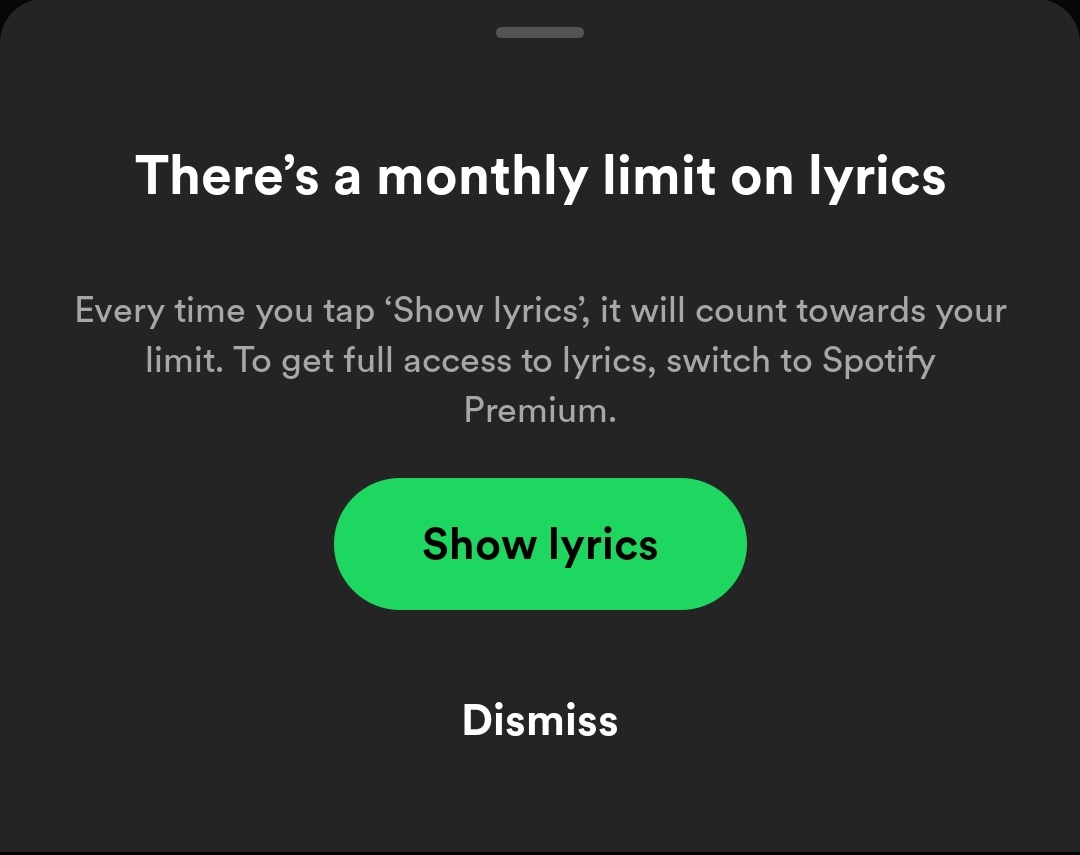 There’s a monthly limit on lyrics
Every time you tap ‘Show lyrics’, it will count towards your
limit. To get full access to lyrics, switch to Spotify
Premium.
Show lyrics
Dismiss